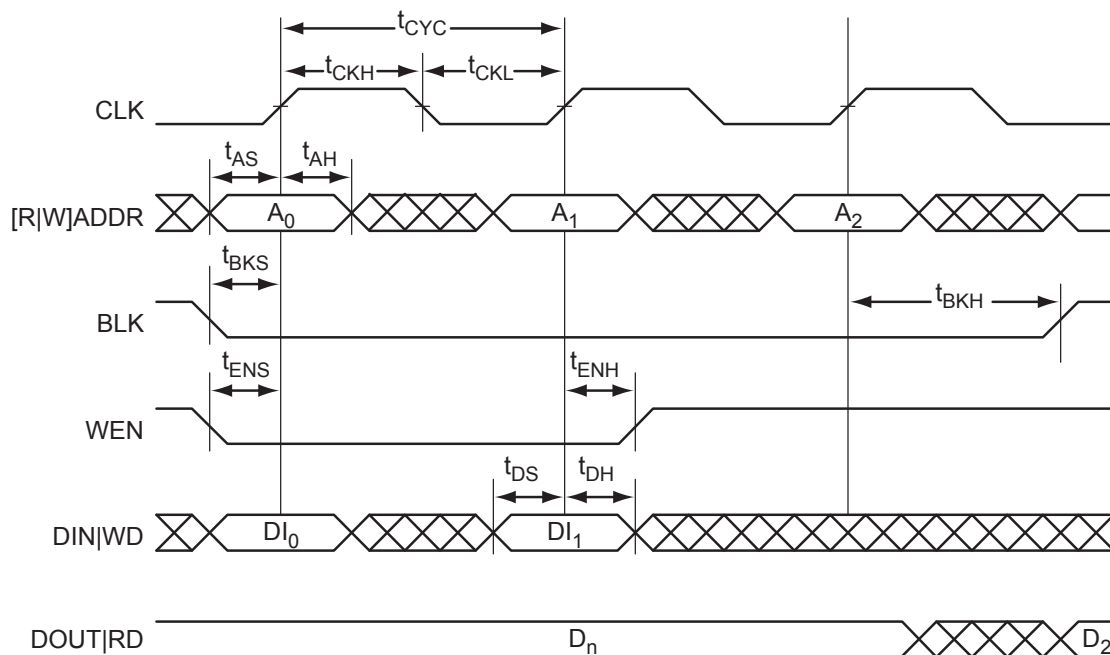 tCYC
tCKH tCKL
CLK
tAS tAH
[R|W]ADDR A0 A1 A2
tBKS
tBKH
BLK
tENS tENH
WEN
tDS tDH
DIN|WD DI0 DI1
DOUT|RD Dn D2